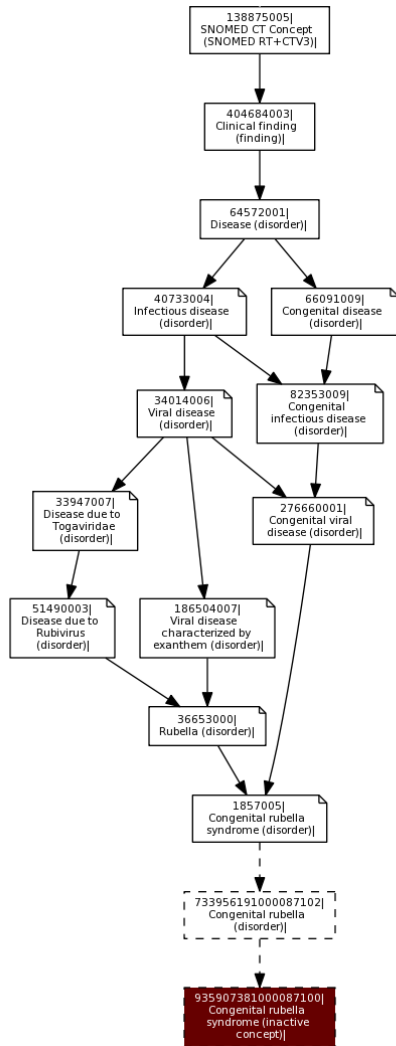 138875005|
SNOMED CT Concept
(SNOMED RT+CTV3)|
404684003|
Clinical finding
(finding)|
64572001|
Disease (disorder)|
40733004|
Infectious disease
(disorder)|
66091009|
Congenital disease
(disorder)|
34014006|
Viral disease
(disorder)|
82353009|
Congenital
infectious disease
(disorder)|
33947007|
Disease due to
Togaviridae
(disorder)|
276660001|
Congenital viral
disease (disorder)|
51490003|
Disease due to
Rubivirus
(disorder)|
186504007|
Viral disease
characterized by
exanthem (disorder)|
36653000|
Rubella (disorder)|
1857005|
Congenital rubella
syndrome (disorder)|
733956191000087102|
Congenital rubella
(disorder)|
935907381000087100|
Congenital rubella
syndrome (inactive
concept)|